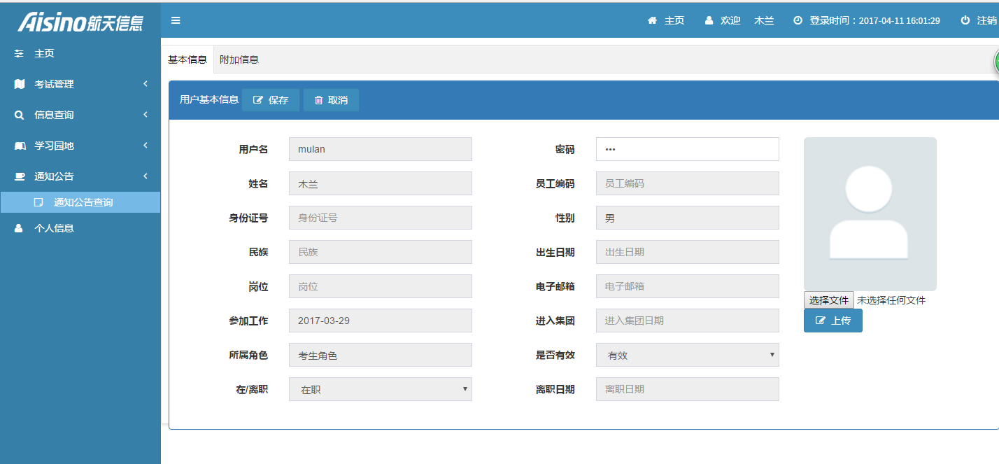 Aisino航天信息
主页 欢迎 木兰 登录时间：2017-04-11 16:01:29 注销
主页
考试管理
信息查询
学习园地
通知公告
通知公告查询
个人信息
基本信息 附加信息
用户基本信息 保存 取消
用户名 mulan 密码 •••
姓名 木兰 员工编码 员工编码
身份证号 身份证号 性别 男
民族 民族 出生日期 出生日期
岗位 岗位 电子邮箱 电子邮箱
参加工作 2017-03-29 进入集团 进入集团日期
所属角色 考生角色 是否有效 有效
在/离职 在职 离职日期 离职日期
选择文件 未选择任何文件
上传